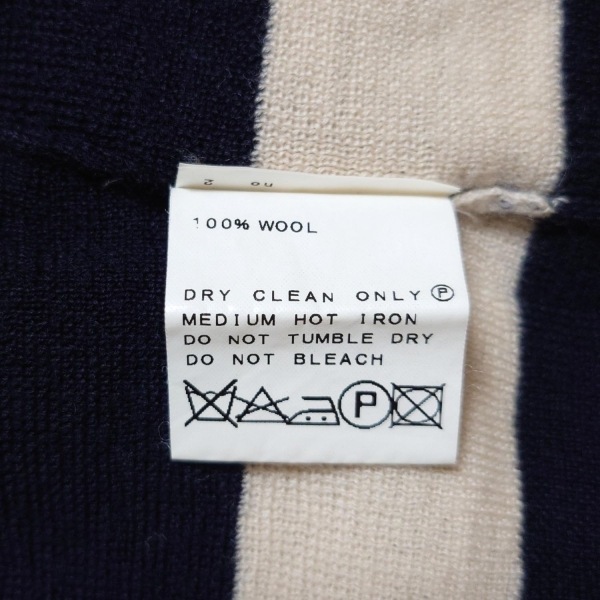 100% WOOL
DRY CLEAN ONLY Ⓟ
MEDIUM HOT IRON
DO NOT TUMBLE DRY
DO NOT BLEACH
P